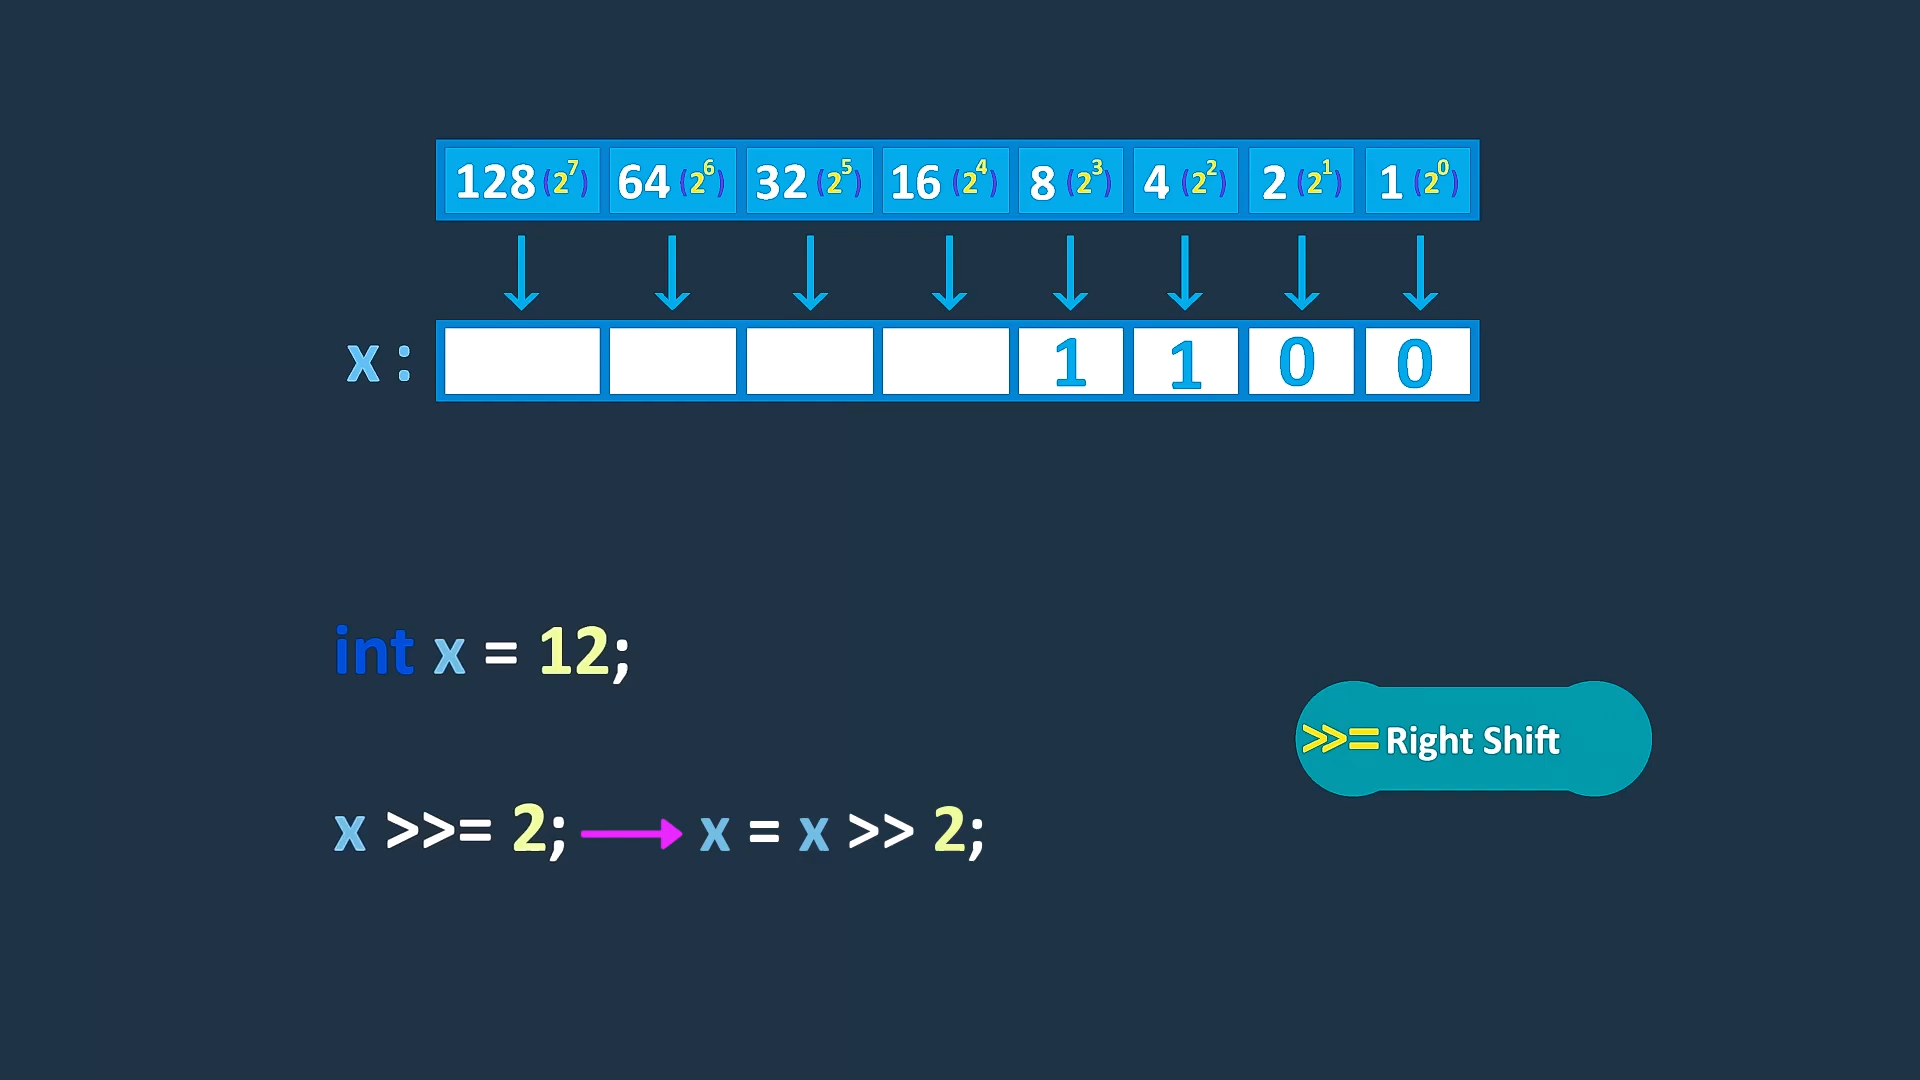 128 (2⁷) 64 (2⁶) 32 (2⁵) 16 (2⁴) 8 (2³) 4 (2²) 2 (2¹) 1 (2⁰)
x : 1 1 0 0
int x = 12;
>>= Right Shift
x >>= 2; x = x >> 2;